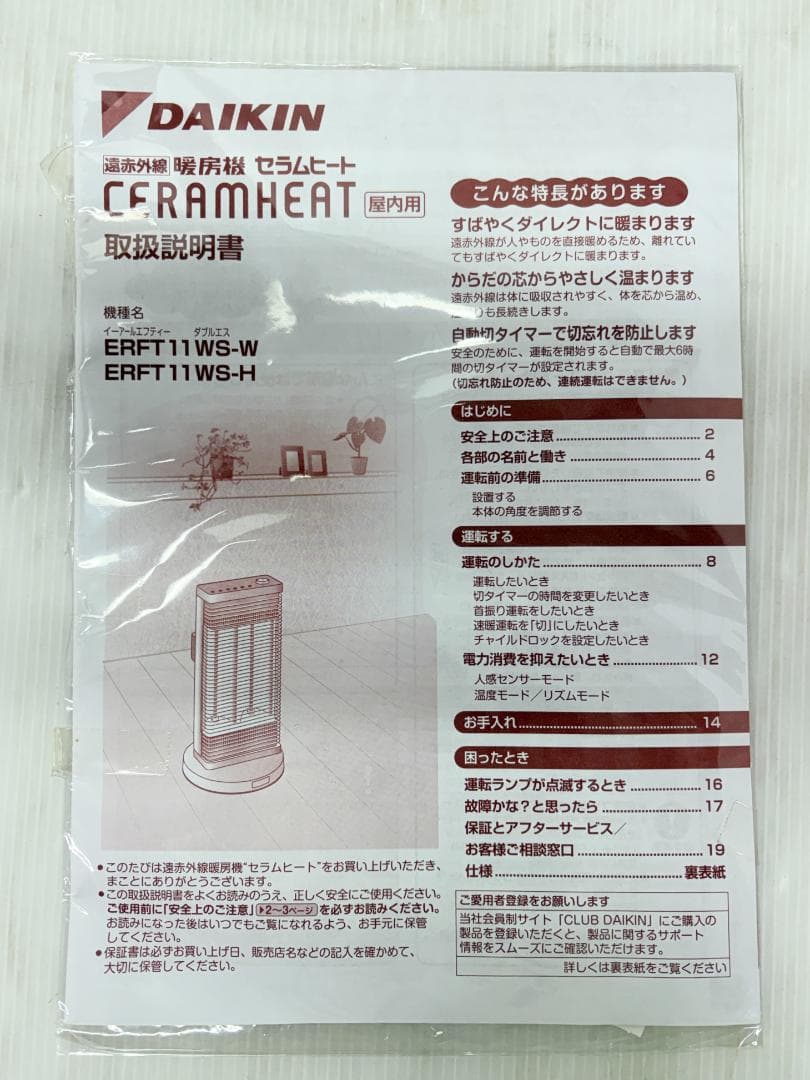 DAIKIN
遠赤外線 暖房機 セラムヒート
CERAMHEAT 屋内用
取扱説明書
機種名
イーアールエフティー ダブルエス
ERFT11WS-W
ERFT11WS-H
こんな特長があります
すばやくダイレクトに暖まります
遠赤外線が人やものを直接暖めるため、離れてい
てもすばやくダイレクトに暖まります。
からだの芯からやさしく温まります
遠赤外線は体に吸収されやすく、体を芯から温め、
も長続きします。
自動切タイマーで切忘れを防止します
安全のために、運転を開始すると自動で最大6時
間の切タイマーが設定されます。
(切忘れ防止のため、連続運転はできません。)
はじめに
安全上のご注意 2
各部の名前と働き 4
運転前の準備 6
設置する
本体の角度を調節する
運転する
運転のしかた 8
運転したいとき
切タイマーの時間を変更したいとき
首振り運転をしたいとき
速暖運転を「切」にしたいとき
チャイルドロックを設定したいとき
電力消費を抑えたいとき 12
人感センサーモード
温度モード/リズムモード
お手入れ 14
困ったとき
運転ランプが点滅するとき 16
故障かな?と思ったら 17
保証とアフターサービス/
お客様ご相談窓口 19
仕様 裏表紙
ご愛用者登録をお願いします
当社会員制サイト「CLUB DAIKIN」にご購入の
製品を登録いただくと、製品に関するサポート
情報をスムーズにご確認いただけます。
詳しくは裏表紙をご覧ください
●このたびは遠赤外線暖房機“セラムヒート”をお買い上げいただき、
まことにありがとうございます。
●この取扱説明書をよくお読みのうえ、正しく安全にご使用ください。
ご使用前に「安全上のご注意」▶2~3ページを必ずお読みください。
お読みになった後はいつでもご覧になれるよう、お手元に保管
してください。
●保証書は必ずお買い上げ日、販売店名などの記入を確かめて、
大切に保管してください。